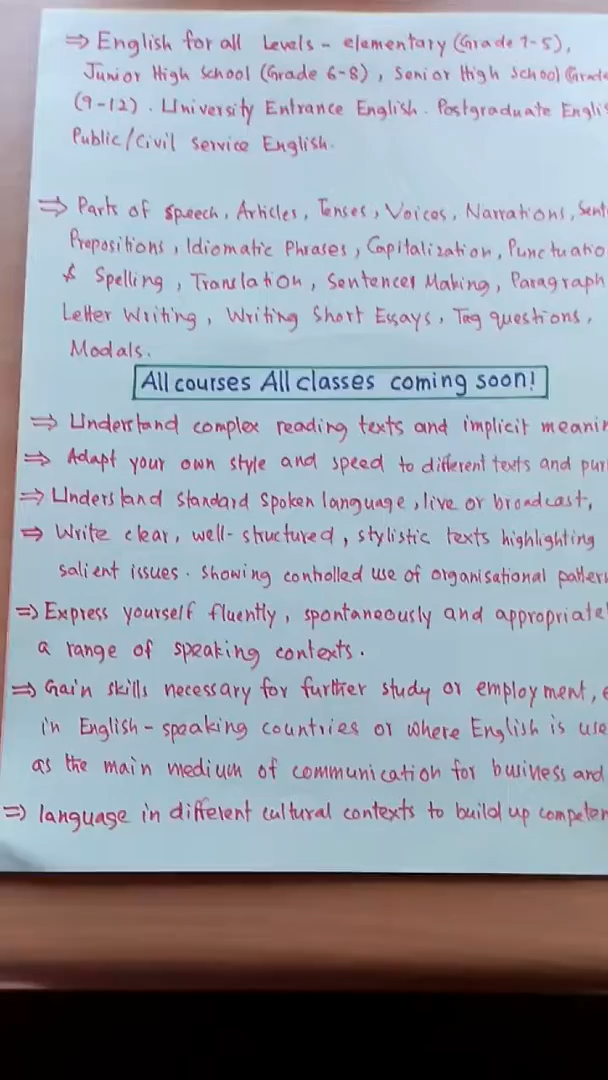 ⇒ English for all Levels - elementary (Grade 1-5),
Junior High School (Grade 6-8), Senior High School Grade
(9-12). University Entrance English. Postgraduate Englis
Public/Civil Service English.
⇒ Parts of speech, Articles, Tenses, Voices, Narrations, Sent
Prepositions, Idiomatic Phrases, Capitalization, Punctuatio
& Spelling, Translation, Sentences Making, Paragraph
Letter Writing, Writing Short Essays, Tag questions,
Modals.
All courses All classes coming soon!
⇒ Understand complex reading texts and implicit meanin
⇒ Adapt your own style and speed to different texts and pur
⇒ Understand standard spoken language, live or broadcast,
⇒ Write clear, well-structured, stylistic texts highlighting
salient issues. showing controlled use of organisational patter
⇒ Express yourself fluently, spontaneously and appropriatel
a range of speaking contexts.
⇒ Gain skills necessary for further study or employment, e
in English-speaking countries or where English is use
as the main medium of communication for business and
⇒ language in different cultural contexts to build up competen